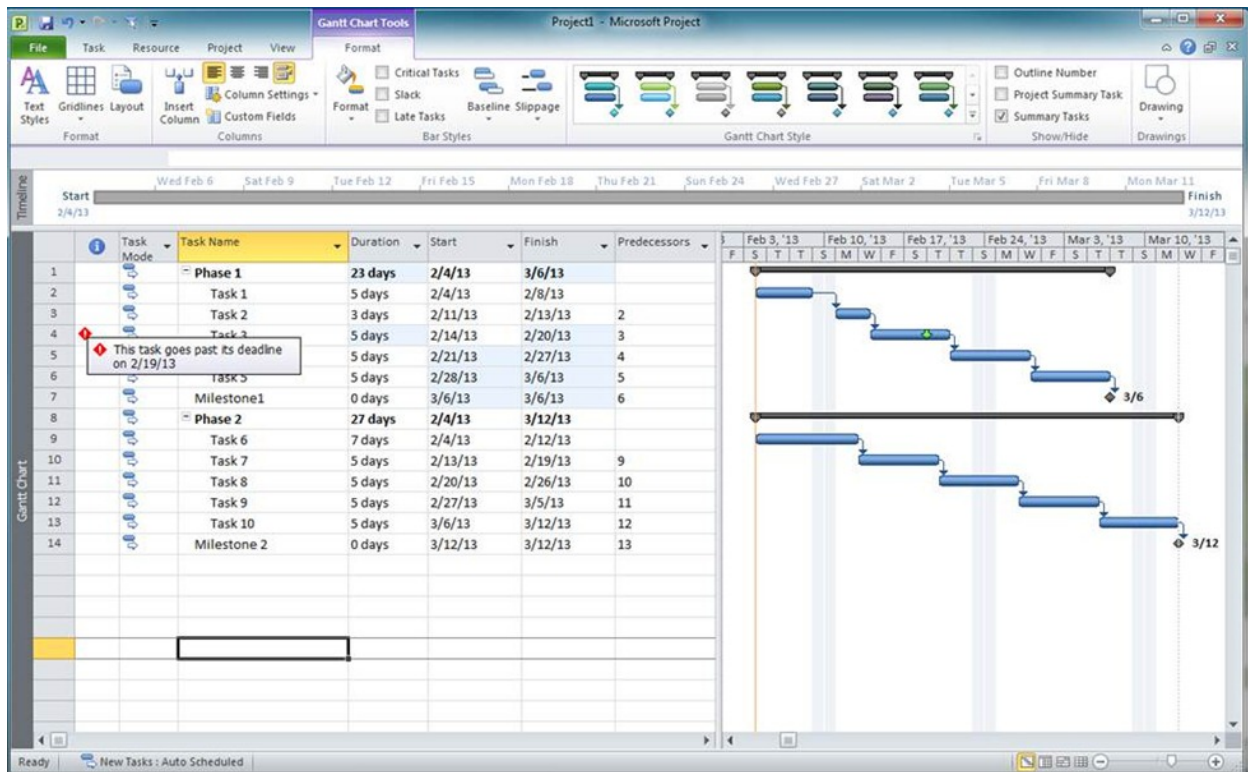 Gantt Chart Tools
Project1 - Microsoft Project
File Task Resource Project View Format
Text Styles
Gridlines
Layout
Format
Insert Column
Column Settings
Custom Fields
Columns
Format
Critical Tasks
Slack
Late Tasks
Baseline
Slippage
Bar Styles
Gantt Chart Style
Outline Number
Project Summary Task
Summary Tasks
Show/Hide
Drawing
Drawings
Timeline
Wed Feb 6 Sat Feb 9 Tue Feb 12 Fri Feb 15 Mon Feb 18 Thu Feb 21 Sun Feb 24 Wed Feb 27 Sat Mar 2 Tue Mar 5 Fri Mar 8 Mon Mar 11
Start
2/4/13
Finish
3/12/13
Task Mode Task Name Duration Start Finish Predecessors
Feb 3, '13 Feb 10, '13 Feb 17, '13 Feb 24, '13 Mar 3, '13 Mar 10, '13
F S T T S M W F S T T S M W F S T T S M W F
1 Phase 1 23 days 2/4/13 3/6/13
2 Task 1 5 days 2/4/13 2/8/13
3 Task 2 3 days 2/11/13 2/13/13 2
4 Task 3 5 days 2/14/13 2/20/13 3
This task goes past its deadline
on 2/19/13
5 5 days 2/21/13 2/27/13 4
6 Task 5 5 days 2/28/13 3/6/13 5
7 Milestone1 0 days 3/6/13 3/6/13 6 3/6
8 Phase 2 27 days 2/4/13 3/12/13
9 Task 6 7 days 2/4/13 2/12/13
10 Task 7 5 days 2/13/13 2/19/13 9
11 Task 8 5 days 2/20/13 2/26/13 10
12 Task 9 5 days 2/27/13 3/5/13 11
13 Task 10 5 days 3/6/13 3/12/13 12
14 Milestone 2 0 days 3/12/13 3/12/13 13 3/12
Gantt Chart
Ready New Tasks : Auto Scheduled